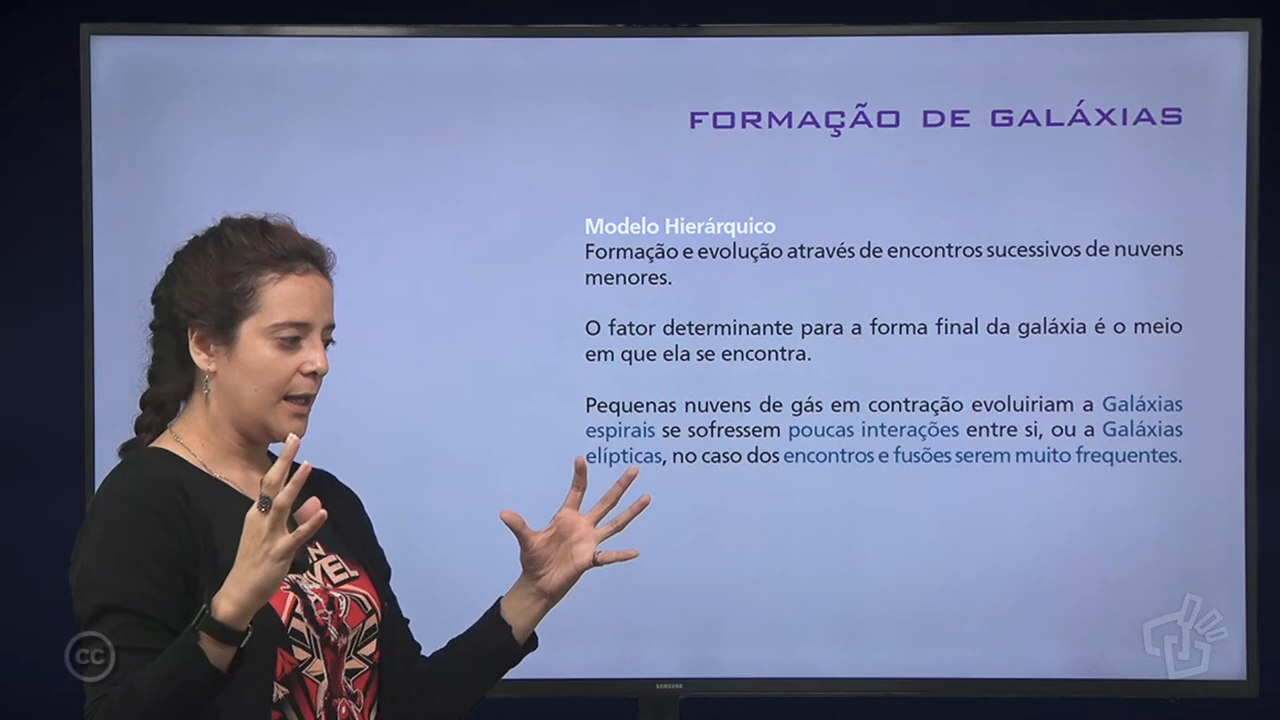 FORMAÇÃO DE GALÁXIAS
Modelo Hierárquico
Formação e evolução através de encontros sucessivos de nuvens
menores.
O fator determinante para a forma final da galáxia é o meio
em que ela se encontra.
Pequenas nuvens de gás em contração evoluiriam a Galáxias
espirais se sofressem poucas interações entre si, ou a Galáxias
elípticas, no caso dos encontros e fusões serem muito frequentes.
SAMSUNG
cc